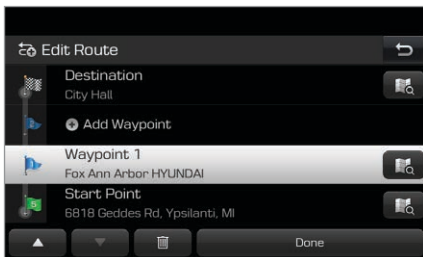 Edit Route
Destination
City Hall
Add Waypoint
Waypoint 1
Fox Ann Arbor HYUNDAI
Start Point
6818 Geddes Rd, Ypsilanti, MI
Done